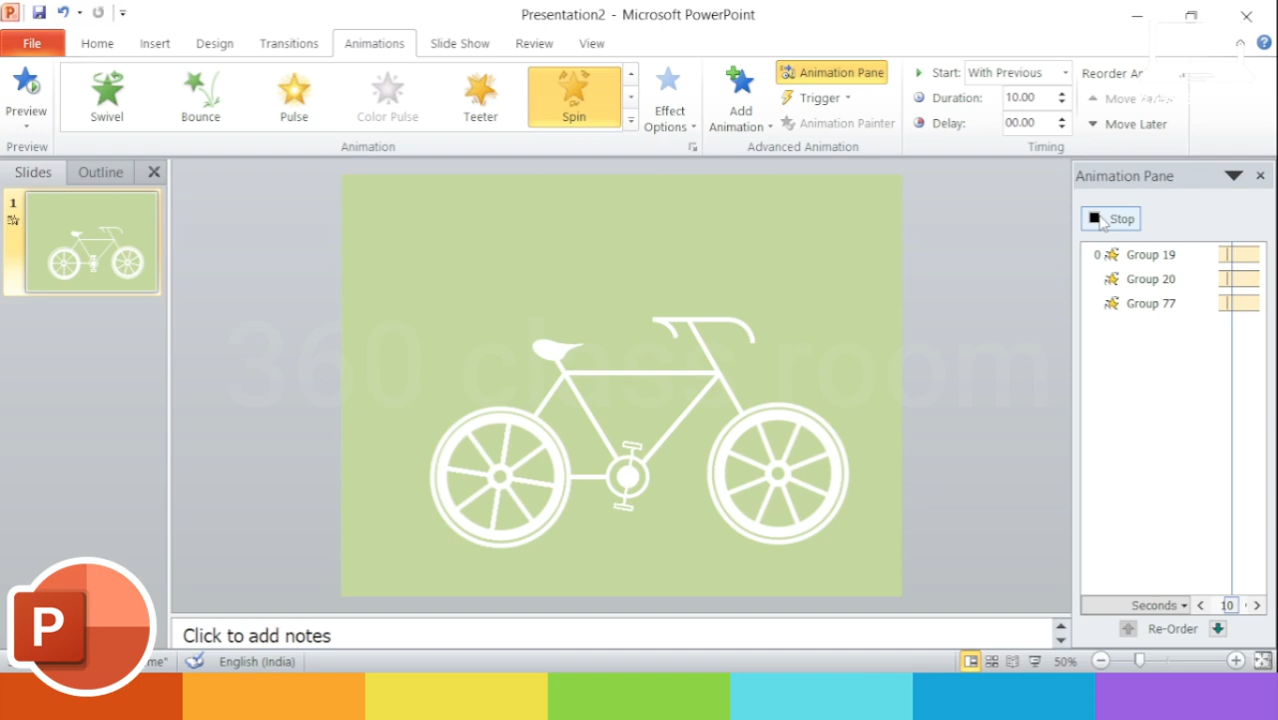 Presentation2 - Microsoft PowerPoint
File Home Insert Design Transitions Animations Slide Show Review View
Preview
Swivel Bounce Pulse Color Pulse Teeter Spin
Effect Options
Add Animation
Animation Pane
Trigger
Animation Painter
Start: With Previous
Duration: 10.00
Delay: 00.00
Move Later
Preview Animation Advanced Animation Timing
Slides Outline
1
Animation Pane
Stop
0 Group 19
Group 20
Group 77
360 class room
Seconds 10
Re-Order
Click to add notes
English (India)
50%
P